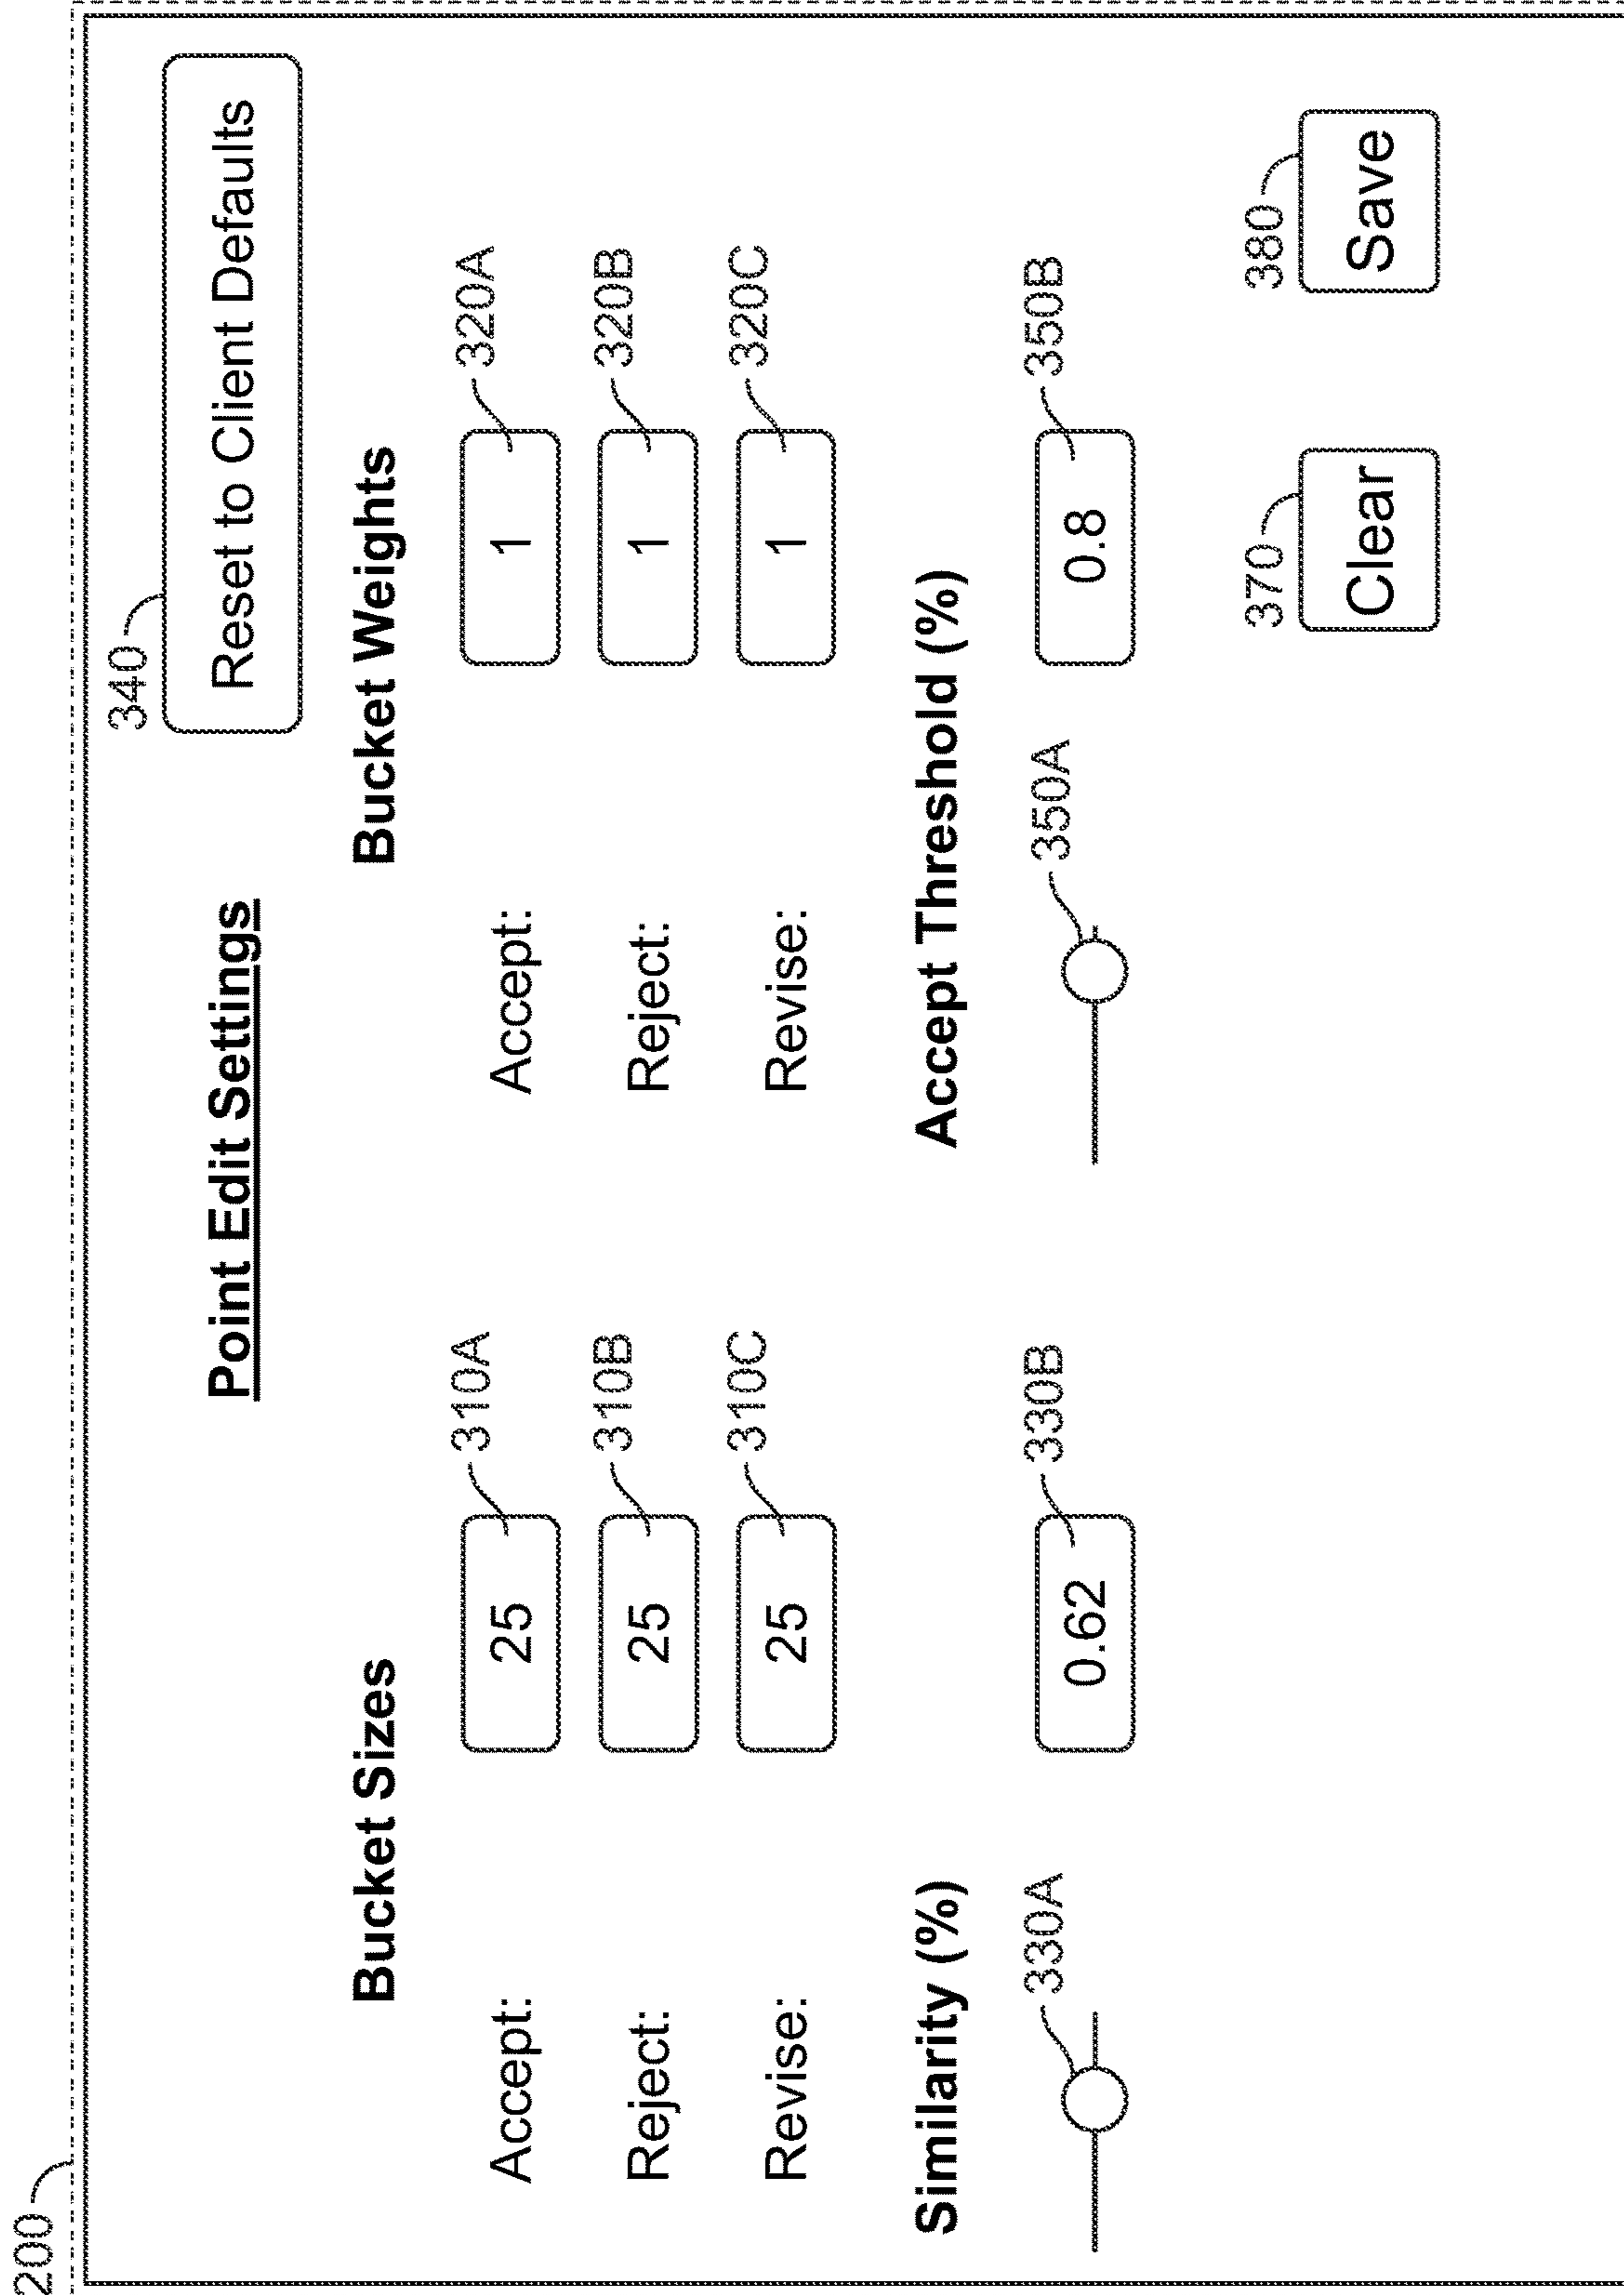 200
340
Point Edit Settings
Reset to Client Defaults
Bucket Sizes
Bucket Weights
Accept: 25 310A
Accept: 1 320A
Reject: 25 310B
Reject: 1 320B
Revise: 25 310C
Revise: 1 320C
Similarity (%)
Accept Threshold (%)
330A
0.62 330B
350A
0.8 350B
370
380
Clear
Save